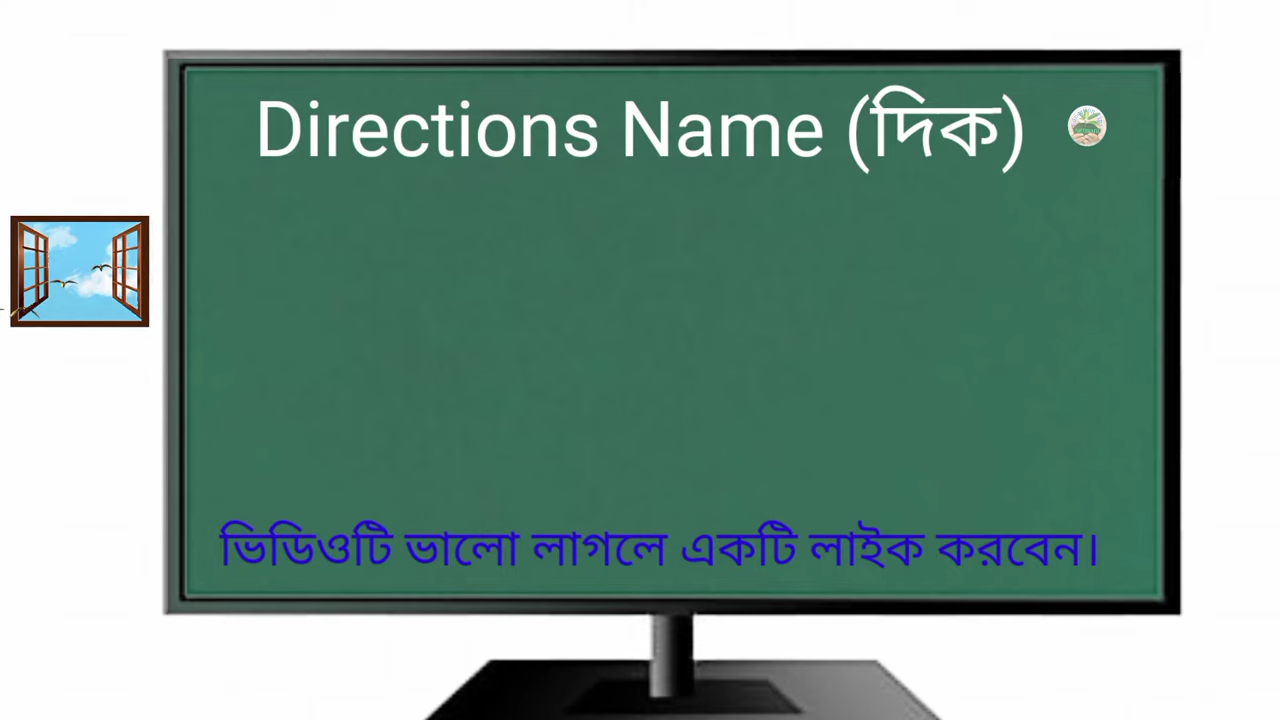 Directions Name (দিক)
ভিডিওটি ভালো লাগলে একটি লাইক করবেন।